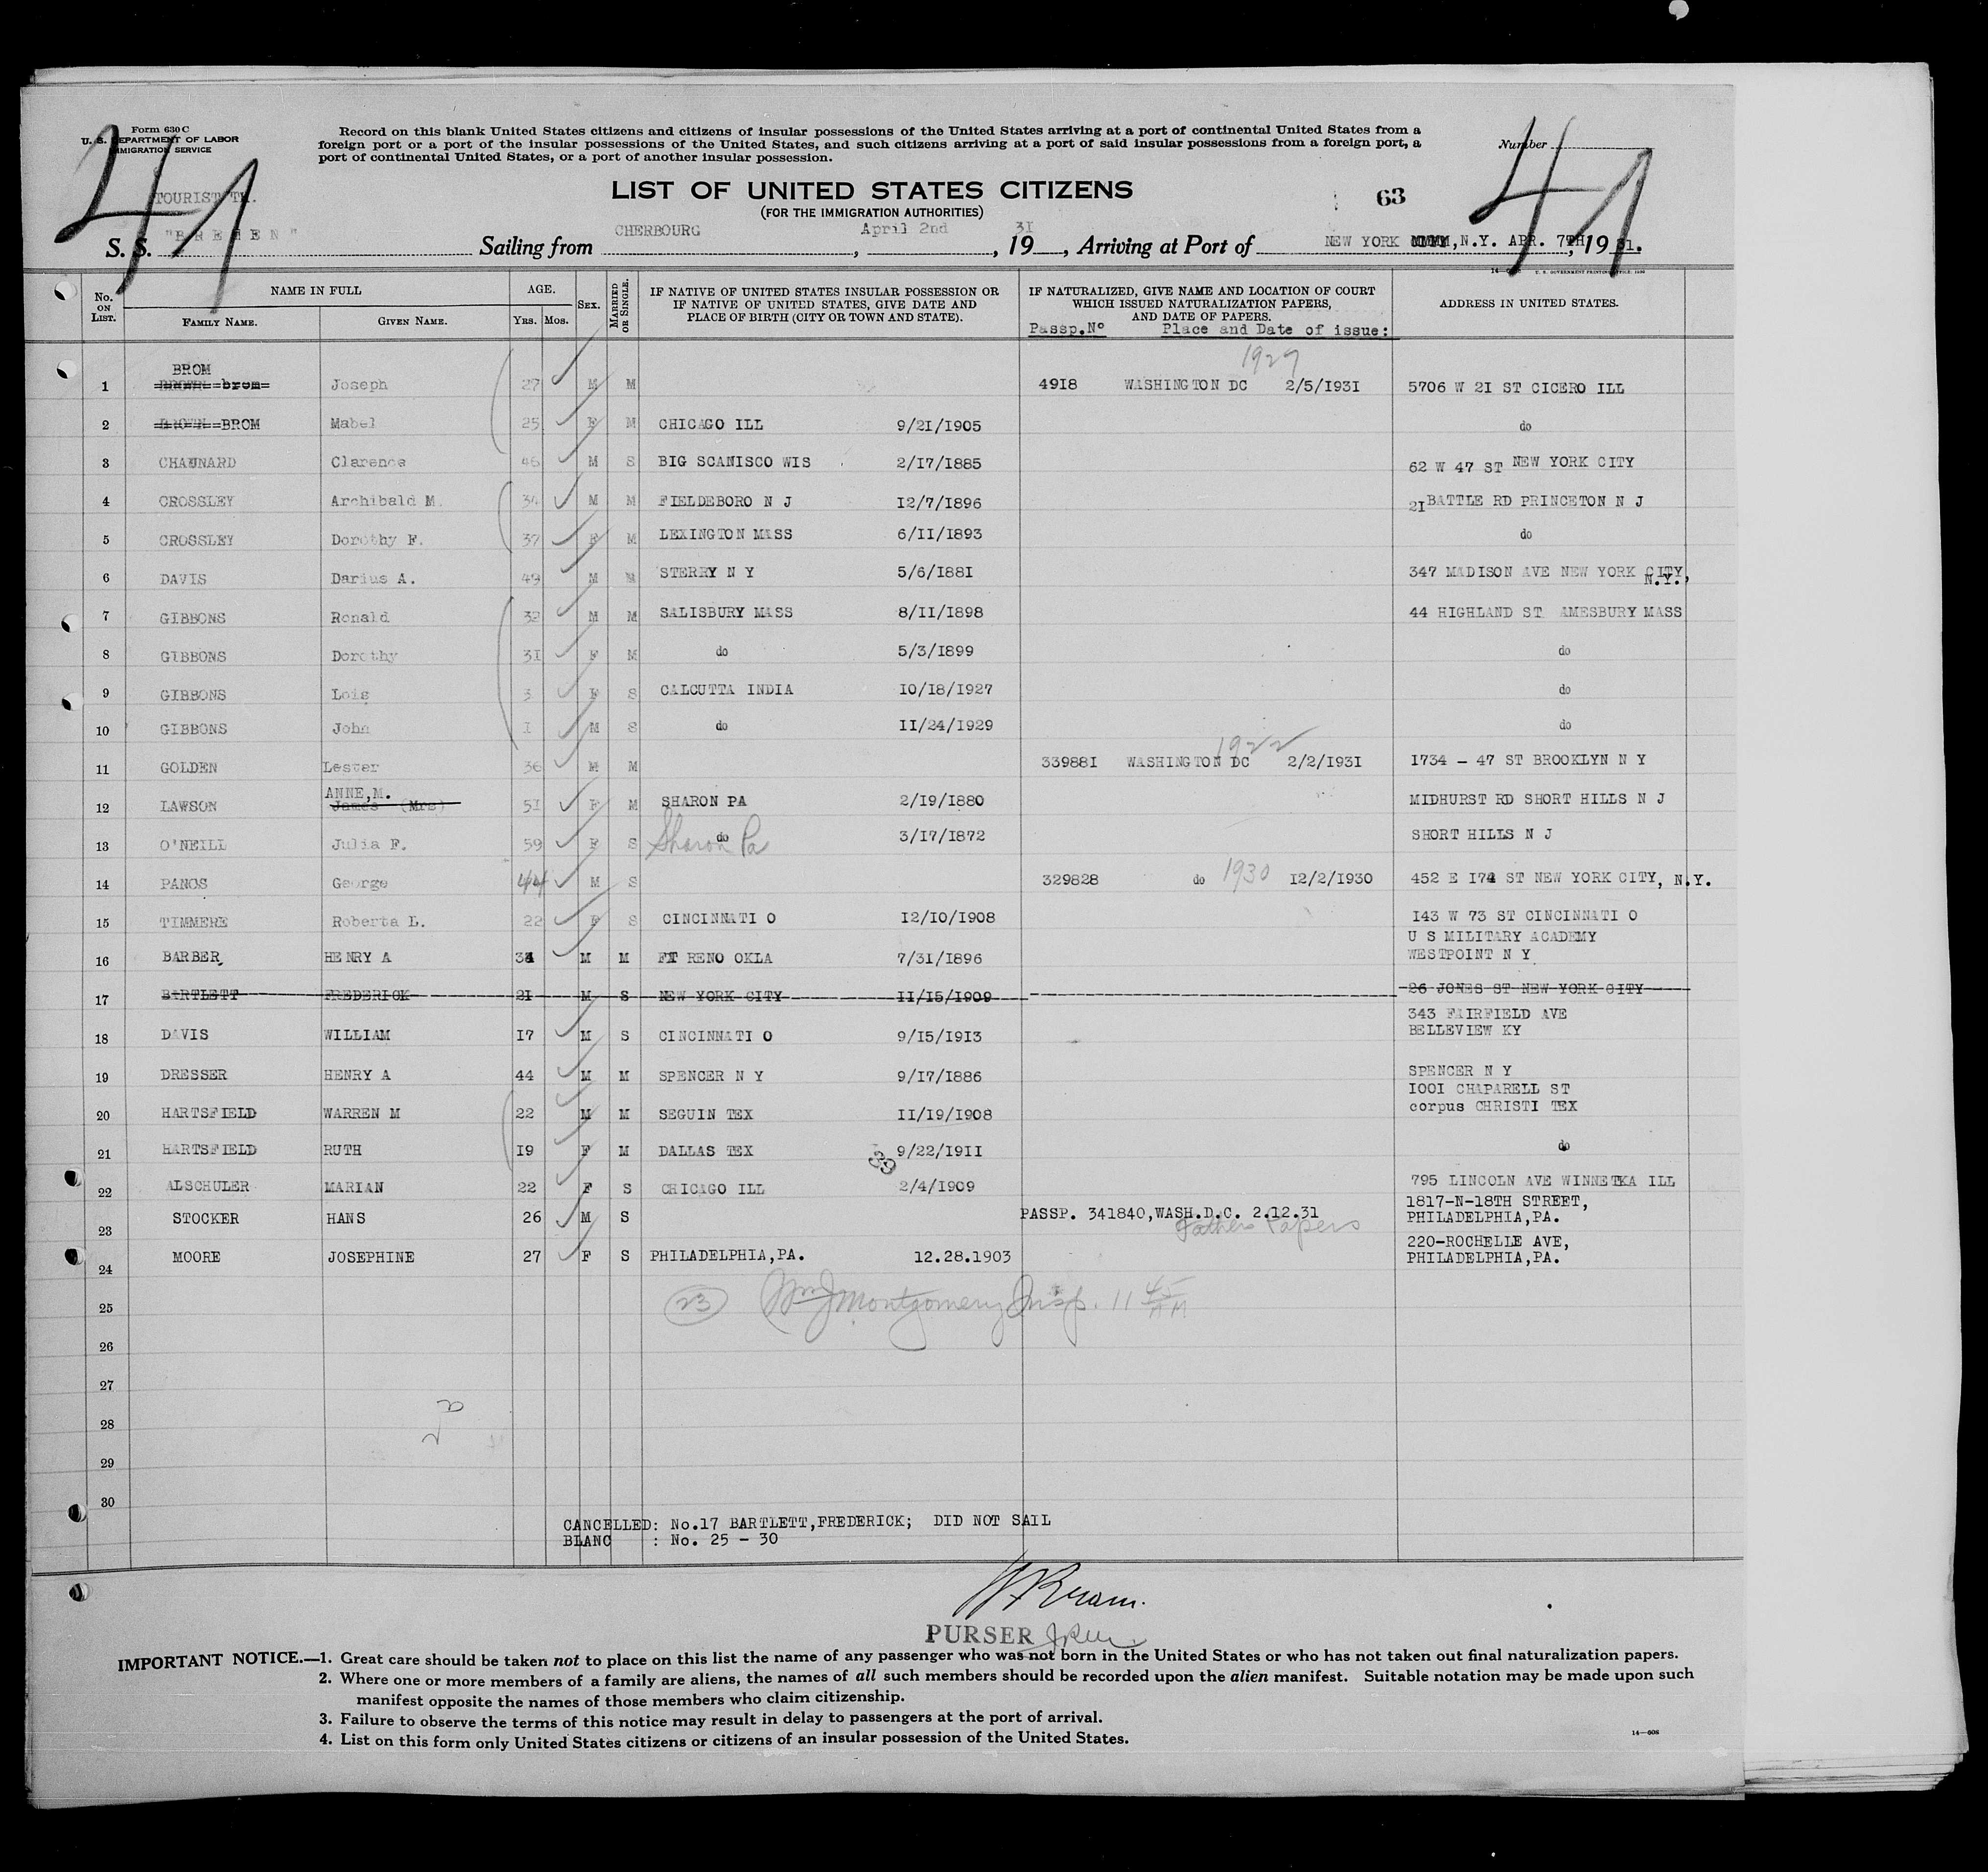 Form 630 C
U. S. DEPARTMENT OF LABOR
IMMIGRATION SERVICE
Record on this blank United States citizens and citizens of insular possessions of the United States arriving at a port of continental United States from a
foreign port or a port of the insular possessions of the United States, and such citizens arriving at a port of said insular possessions from a foreign port, a
port of continental United States, or a port of another insular possession.
Number
41
41
TOURIST
LIST OF UNITED STATES CITIZENS
63
(FOR THE IMMIGRATION AUTHORITIES)
S. S. "BREMEN" Sailing from CHERBOURG, April 2nd, 1931, Arriving at Port of NEW YORK, N.Y. APR. 7TH, 1931.
No. ON LIST. NAME IN FULL AGE. SEX. MARRIED OR SINGLE. IF NATIVE OF UNITED STATES INSULAR POSSESSION OR IF NATIVE OF UNITED STATES, GIVE DATE AND PLACE OF BIRTH (CITY OR TOWN AND STATE). IF NATURALIZED, GIVE NAME AND LOCATION OF COURT WHICH ISSUED NATURALIZATION PAPERS, AND DATE OF PAPERS. ADDRESS IN UNITED STATES.
FAMILY NAME. GIVEN NAME. Yrs. Mos. Passp.Nº Place and Date of issue:
1929
BROM
1 brom Joseph 27 M M 4918 WASHINGTON DC 2/5/1931 5706 W 21 ST CICERO ILL
2 BROM Mabel 25 F M CHICAGO ILL 9/21/1905 do
3 CHAUNARD Clarence 46 M S BIG SCANISCO WIS 2/17/1885 62 W 47 ST NEW YORK CITY
4 CROSSLEY Archibald M. 34 M M FIELDEBORO N J 12/7/1896 21 BATTLE RD PRINCETON N J
5 CROSSLEY Dorothy F. 37 F M LEXINGTON MASS 6/11/1893 do
6 DAVIS Darius A. 49 M M STERRY N Y 5/6/1881 347 MADISON AVE NEW YORK CITY, N.Y.,
7 GIBBONS Ronald 32 M M SALISBURY MASS 8/11/1898 44 HIGHLAND ST AMESBURY MASS
8 GIBBONS Dorothy 31 F M do 5/3/1899 do
9 GIBBONS Lois 3 F S CALCUTTA INDIA 10/18/1927 do
10 GIBBONS John 1 M S do 11/24/1929 do
1922
11 GOLDEN Lester 36 M M 339881 WASHINGTON DC 2/2/1931 1734 - 47 ST BROOKLYN N Y
ANNE,M.
12 LAWSON James (Mrs) 51 F M SHARON PA 2/19/1880 MIDHURST RD SHORT HILLS N J
13 O'NEILL Julia F. 59 F S do Sharon Pa 3/17/1872 SHORT HILLS N J
14 PANOS George 44 M S 329828 do 1930 12/2/1930 452 E 174 ST NEW YORK CITY, N.Y.
15 TIMMERE Roberta L. 22 F S CINCINNATI O 12/10/1908 143 W 73 ST CINCINNATI O
U S MILITARY ACADEMY
16 BARBER HENRY A 34 M M FT RENO OKLA 7/31/1896 WESTPOINT N Y
17 BARTLETT FREDERICK 21 M S NEW YORK CITY 11/15/1909 26 JONES ST NEW YORK CITY
343 FAIRFIELD AVE
18 DAVIS WILLIAM 17 M S CINCINNATI O 9/15/1913 BELLEVIEW KY
19 DRESSER HENRY A 44 M M SPENCER N Y 9/17/1886 SPENCER N Y
1001 CHAPARELL ST
20 HARTSFIELD WARREN M 22 M M SEGUIN TEX 11/19/1908 corpus CHRISTI TEX
21 HARTSFIELD RUTH 19 F M DALLAS TEX 9/22/1911 do
33
22 ALSCHULER MARIAN 22 F S CHICAGO ILL 2/4/1909 795 LINCOLN AVE WINNETKA ILL
1817-N-18TH STREET,
23 STOCKER HANS 26 M S PASSP. 341840,WASH.D.C. 2.12.31 PHILADELPHIA,PA.
Fathers Papers
220-ROCHELLE AVE,
24 MOORE JOSEPHINE 27 F S PHILADELPHIA,PA. 12.28.1903 PHILADELPHIA,PA.
25 23 Wm J Montgomery Insp. 11 45 AM
26
27
28
29
30
CANCELLED: No.17 BARTLETT,FREDERICK; DID NOT SAIL
BLANC : No. 25 - 30
PURSER
IMPORTANT NOTICE.—1. Great care should be taken not to place on this list the name of any passenger who was not born in the United States or who has not taken out final naturalization papers.
2. Where one or more members of a family are aliens, the names of all such members should be recorded upon the alien manifest. Suitable notation may be made upon such
manifest opposite the names of those members who claim citizenship.
3. Failure to observe the terms of this notice may result in delay to passengers at the port of arrival.
4. List on this form only United States citizens or citizens of an insular possession of the United States.
14—608